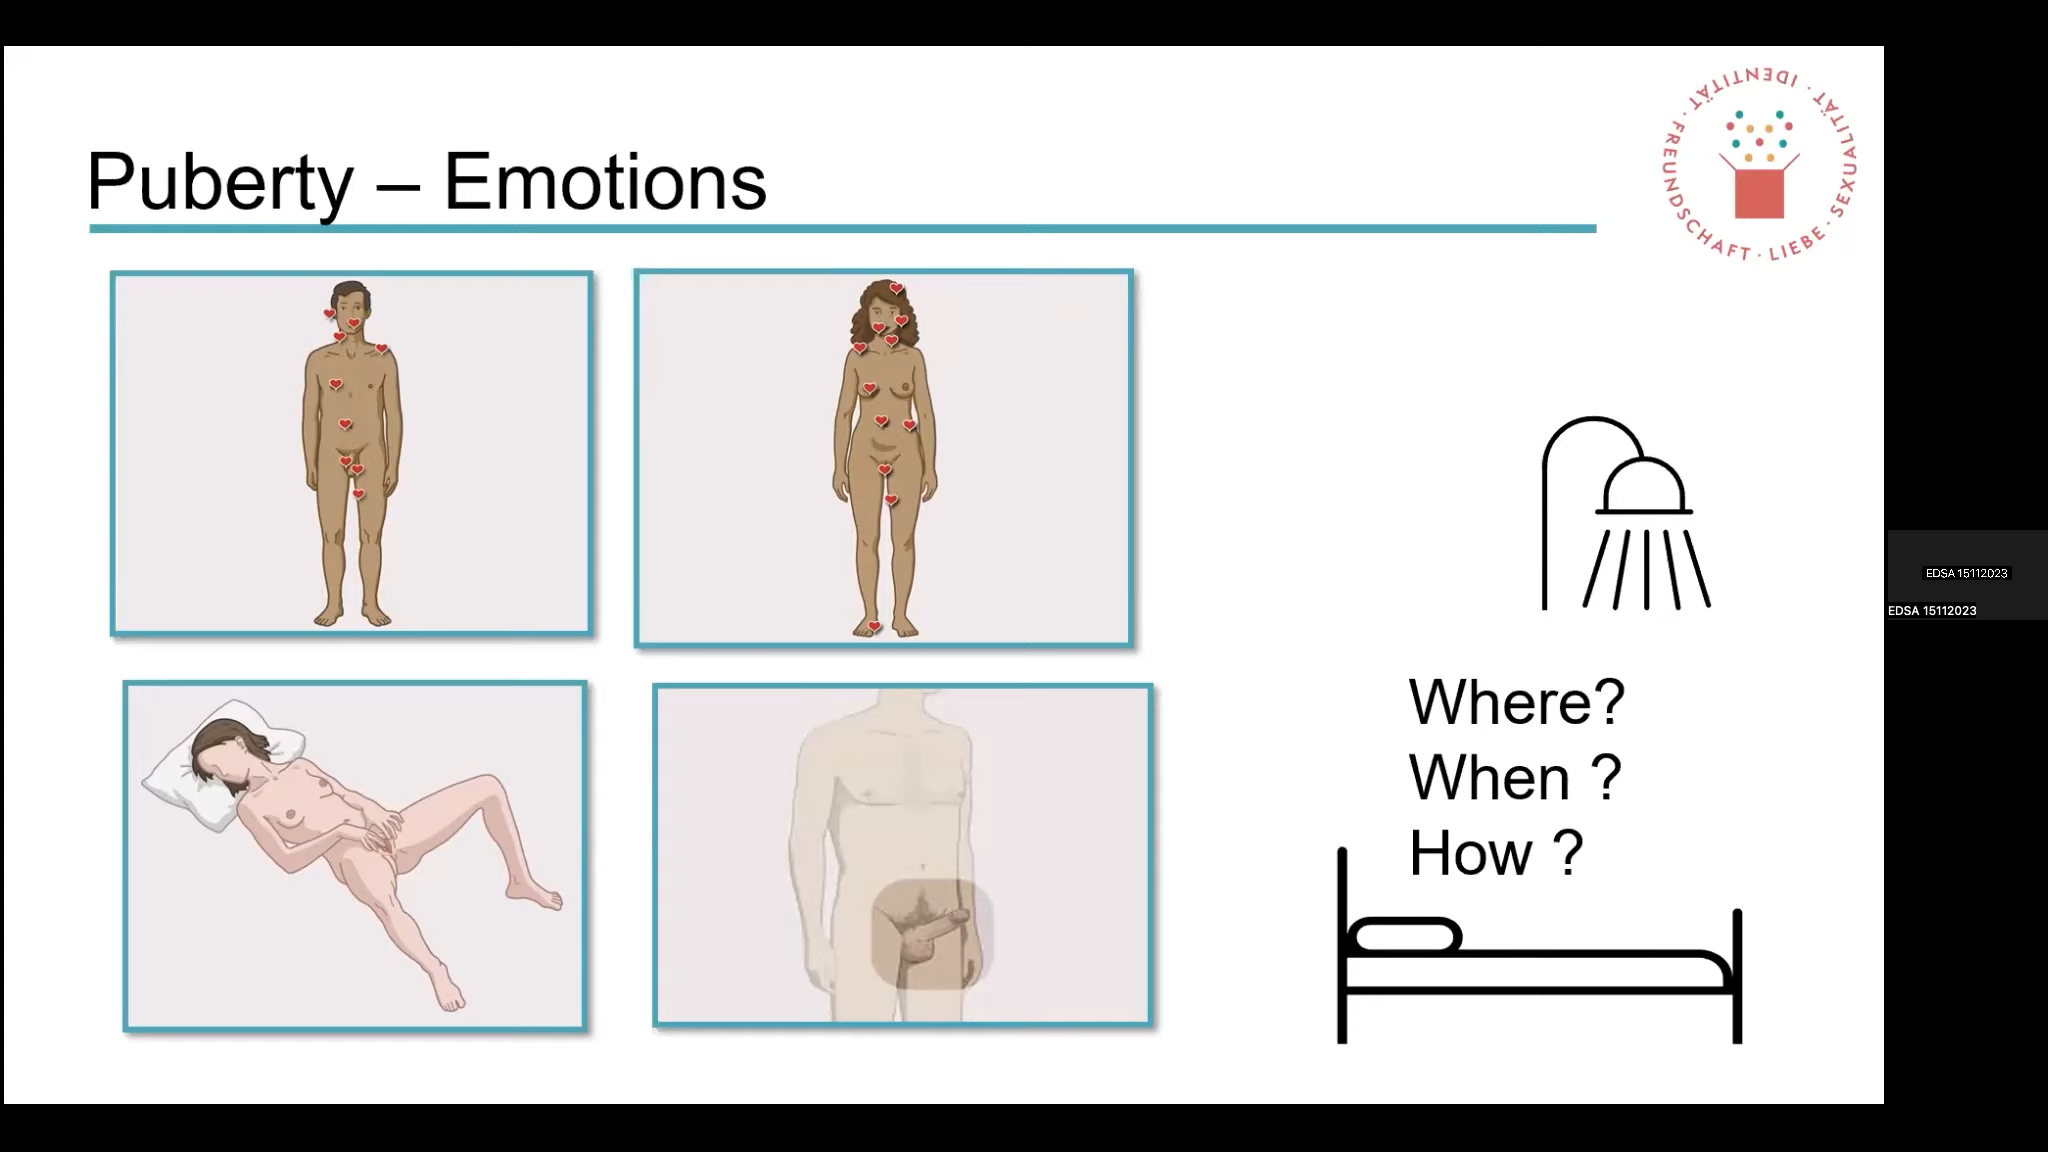 Puberty – Emotions
FREUNDSCHAFT · IDENTITÄT · SEXUALITÄT · LIEBE ·
Where?
When ?
How ?
EDSA 15112023
EDSA 15112023